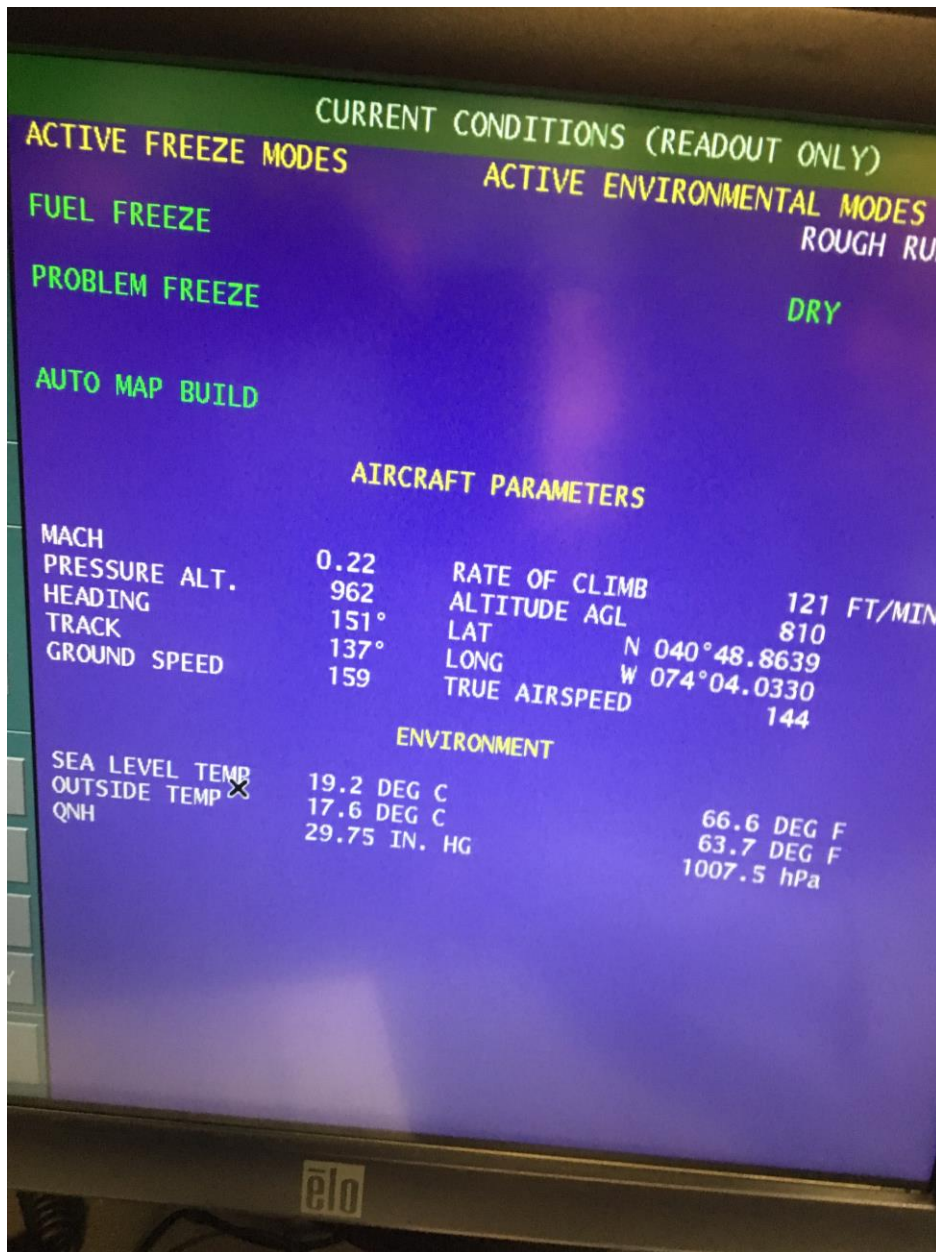 CURRENT CONDITIONS (READOUT ONLY)
ACTIVE FREEZE MODES ACTIVE ENVIRONMENTAL MODES
FUEL FREEZE ROUGH
PROBLEM FREEZE DRY
AUTO MAP BUILD
AIRCRAFT PARAMETERS
MACH 0.22 RATE OF CLIMB 121 FT/MIN
PRESSURE ALT. 962 ALTITUDE AGL 810
HEADING 151° LAT N 040°48.8639
TRACK 137° LONG W 074°04.0330
GROUND SPEED 159 TRUE AIRSPEED 144
ENVIRONMENT
SEA LEVEL TEMP 19.2 DEG C 66.6 DEG F
OUTSIDE TEMP 17.6 DEG C 63.7 DEG F
QNH 29.75 IN. HG 1007.5 hPa
elo